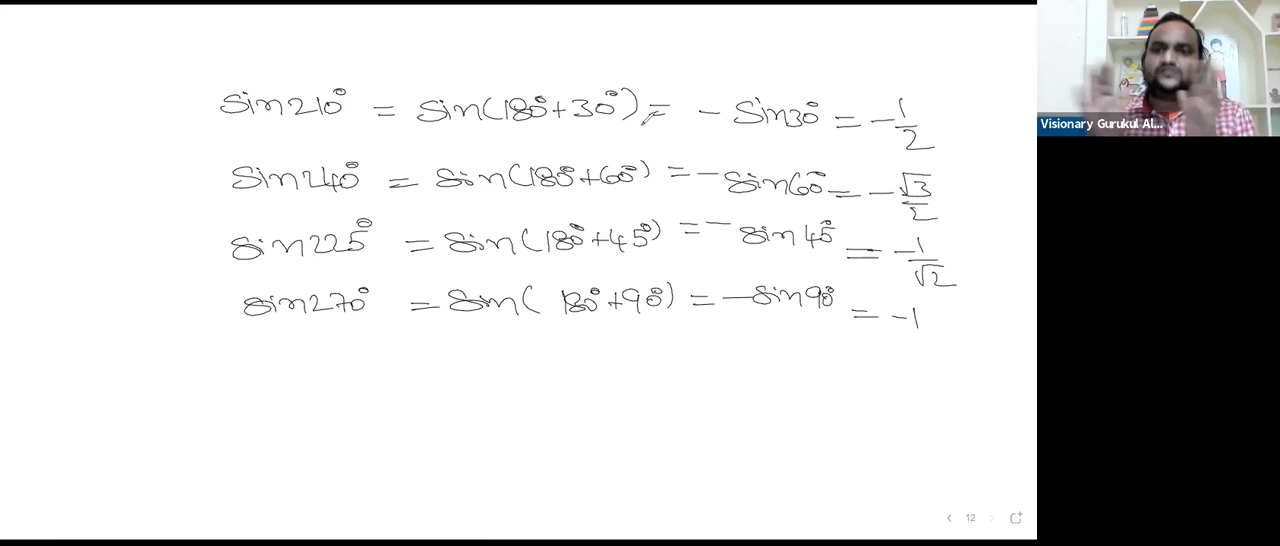 sin210° = sin(180°+30°) = - sin30° = -1/2
sin240° = sin(180°+60°) = - sin60° = -√3/2
sin225° = sin(180°+45°) = - sin45° = -1/√2
sin270° = sin( 180°+90°) = -sin90° = -1
Visionary Gurukul Al...
12